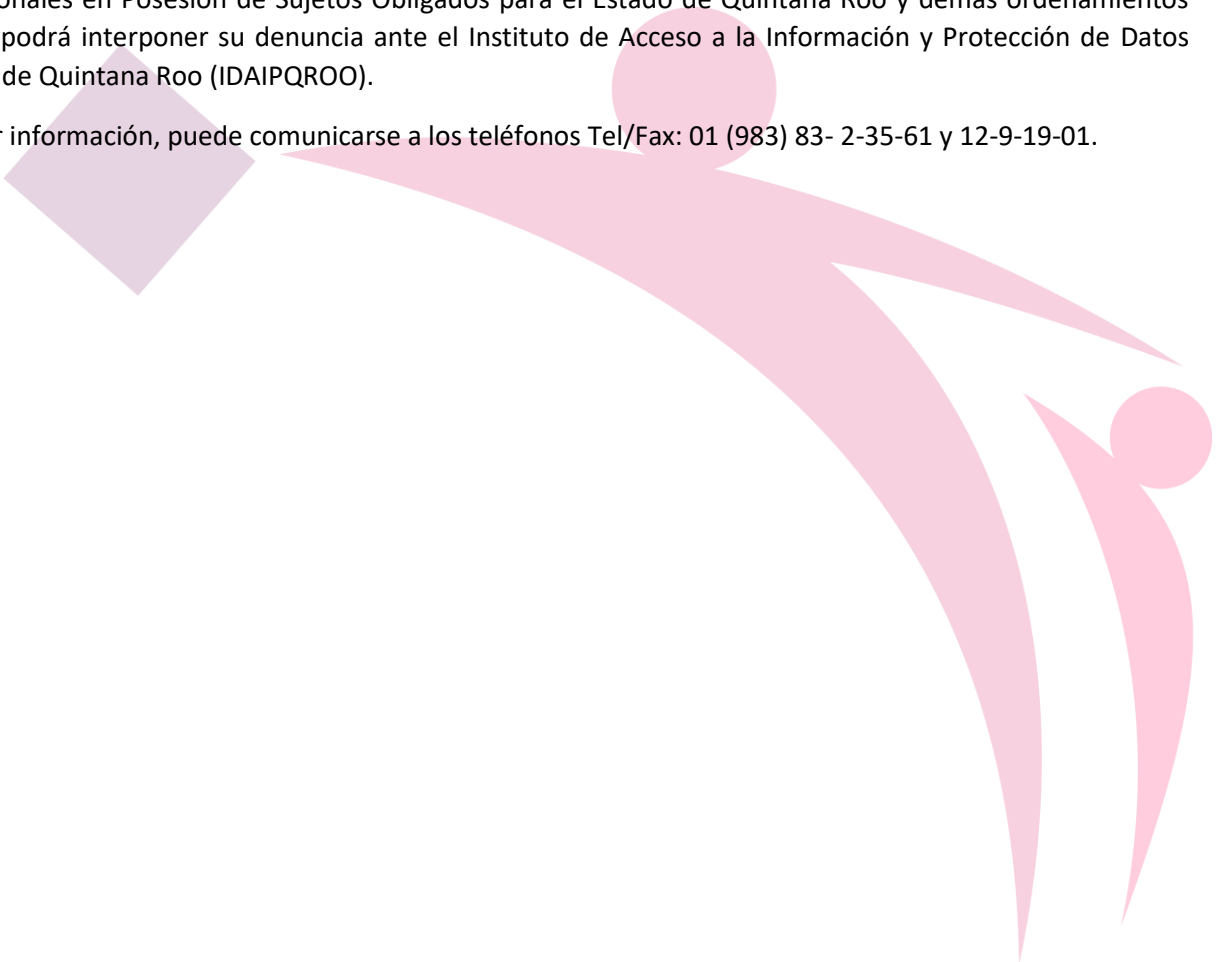 onales en Posesión de Sujetos Obligados para el Estado de Quintana Roo y demás ordenamientos
podrá interponer su denuncia ante el Instituto de Acceso a la Información y Protección de Datos
de Quintana Roo (IDAIPQROO).
r información, puede comunicarse a los teléfonos Tel/Fax: 01 (983) 83- 2-35-61 y 12-9-19-01.